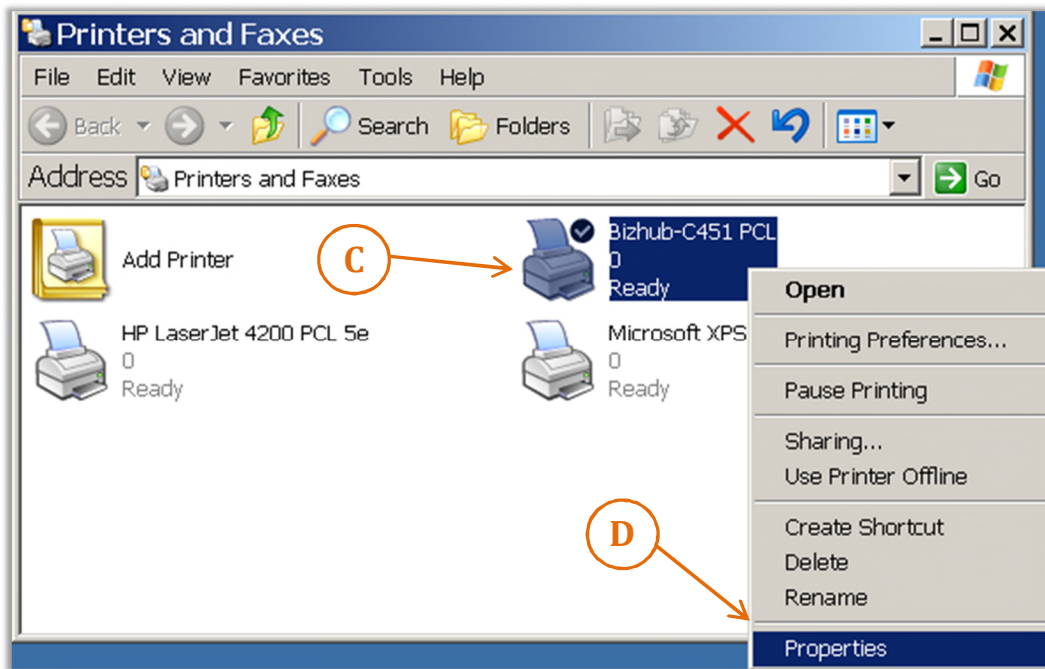 Printers and Faxes
File Edit View Favorites Tools Help
Back Search Folders
Address Printers and Faxes Go
Add Printer
C
Bizhub-C451 PCL
0
Ready
HP LaserJet 4200 PCL 5e
0
Ready
Microsoft XPS
0
Ready
Open
Printing Preferences...
Pause Printing
Sharing...
Use Printer Offline
Create Shortcut
Delete
Rename
D
Properties